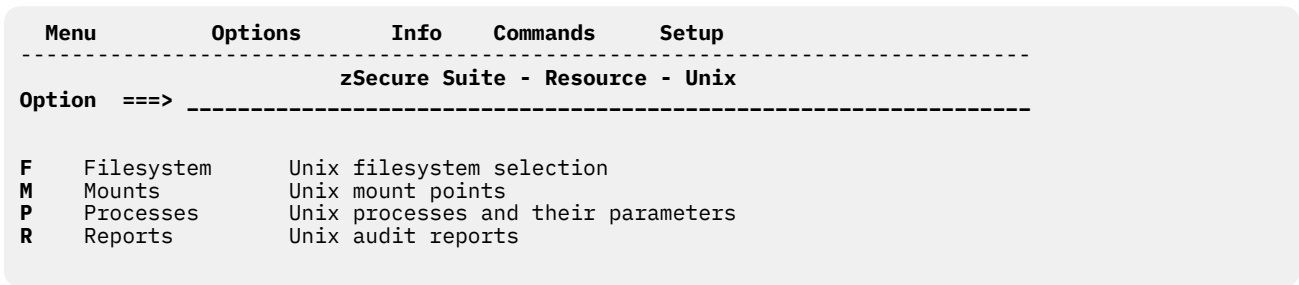 Menu Options Info Commands Setup
-------------------------------------------------------------------------------
zSecure Suite - Resource - Unix
Option ===> __________________________________________________________________
F Filesystem Unix filesystem selection
M Mounts Unix mount points
P Processes Unix processes and their parameters
R Reports Unix audit reports